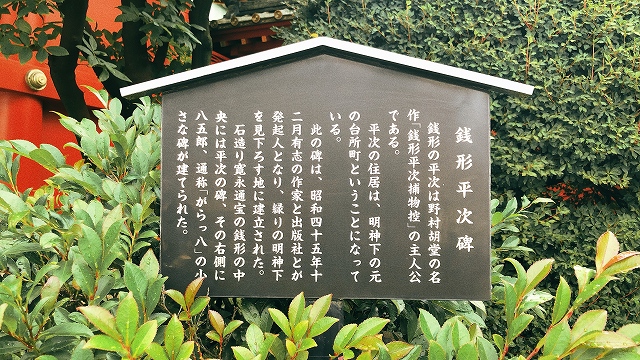 銭形平次碑
銭形の平次は野村胡堂の名
作「銭形平次捕物控」の主人公
である。
平次の住居は、明神下の元
の台所町ということになって
いる。
此の碑は、昭和四十五年十
二月有志の作家と出版社とが
発起人となり、縁りの明神下
を見下ろす地に建立された。
石造り寛永通宝の銭形の中
央には平次の碑、その右側に
八五郎、通称「がらっ八」の小
さな碑が建てられた。